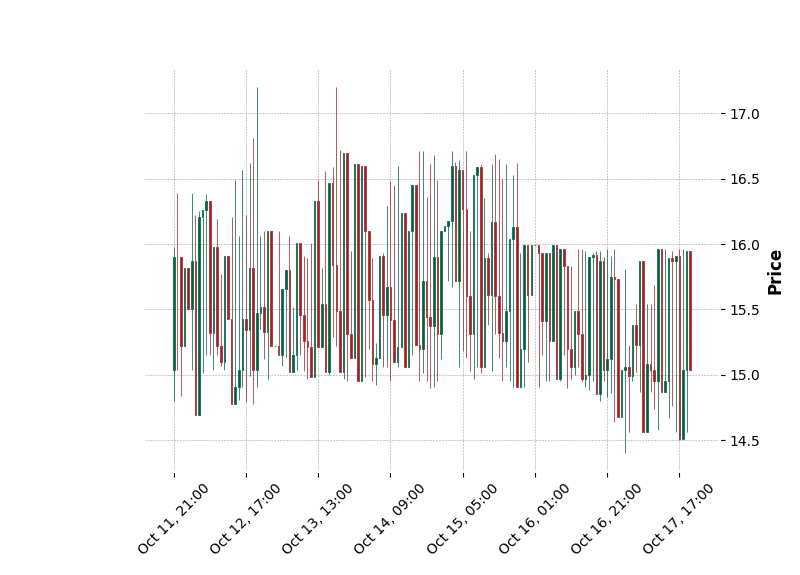 17.0
16.5
16.0
15.5
15.0
14.5
Price
Oct 11, 21:00
Oct 12, 17:00
Oct 13, 13:00
Oct 14, 09:00
Oct 15, 05:00
Oct 16, 01:00
Oct 16, 21:00
Oct 17, 17:00